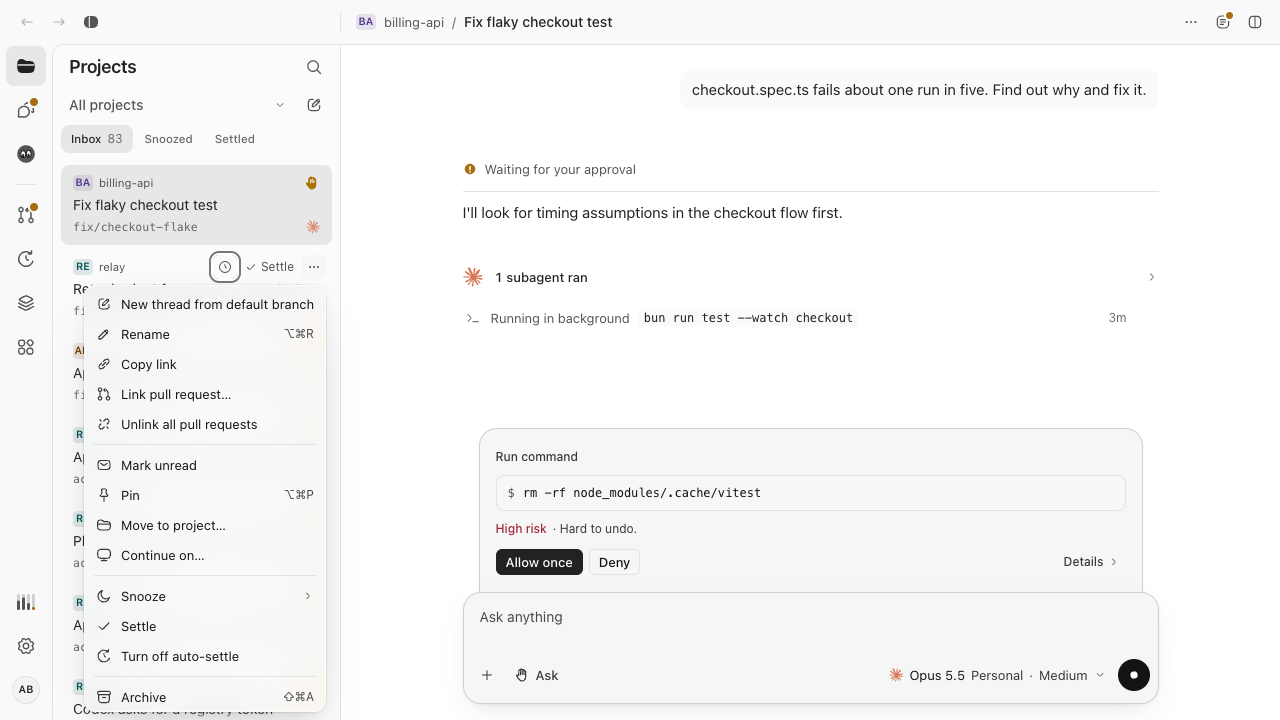 BA billing-api / Fix flaky checkout test
Projects
All projects
Inbox 83 Snoozed Settled
BA billing-api
Fix flaky checkout test
fix/checkout-flake
RE relay Settle
New thread from default branch
Rename ⌥⌘R
Copy link
Link pull request...
Unlink all pull requests
Mark unread
Pin ⌥⌘P
Move to project...
Continue on...
Snooze
Settle
Turn off auto-settle
Archive ⇧⌘A
Codex asks for a registry token
AB
checkout.spec.ts fails about one run in five. Find out why and fix it.
Waiting for your approval
I'll look for timing assumptions in the checkout flow first.
1 subagent ran
Running in background bun run test --watch checkout 3m
Run command
$ rm -rf node_modules/.cache/vitest
High risk · Hard to undo.
Allow once Deny Details
Ask anything
Ask Opus 5.5 Personal · Medium